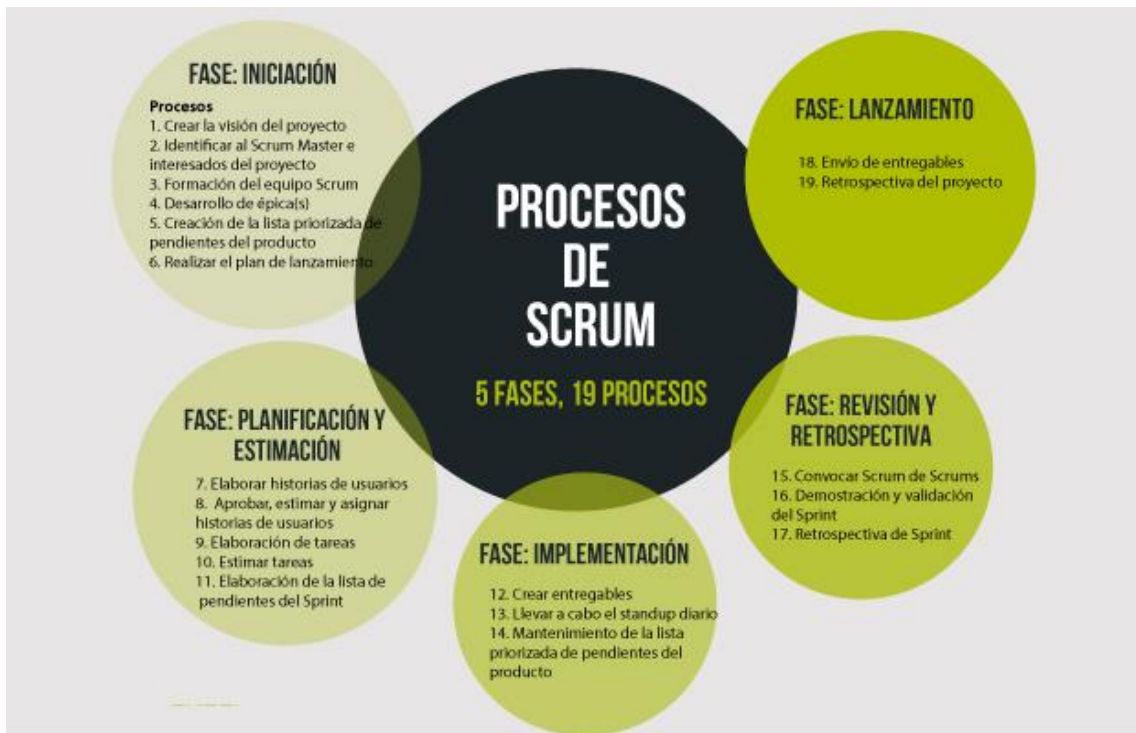 FASE: INICIACIÓN
Procesos
1. Crear la visión del proyecto
2. Identificar al Scrum Master e
interesados del proyecto
3. Formación del equipo Scrum
4. Desarrollo de épica(s)
5. Creación de la lista priorizada de
pendientes del producto
6. Realizar el plan de lanzamiento
FASE: PLANIFICACIÓN Y
ESTIMACIÓN
7. Elaborar historias de usuarios
8. Aprobar, estimar y asignar
historias de usuarios
9. Elaboración de tareas
10. Estimar tareas
11. Elaboración de la lista de
pendientes del Sprint
PROCESOS
DE
SCRUM
5 FASES, 19 PROCESOS
FASE: IMPLEMENTACIÓN
12. Crear entregables
13. Llevar a cabo el standup diario
14. Mantenimiento de la lista
priorizada de pendientes del
producto
FASE: REVISIÓN Y
RETROSPECTIVA
15. Convocar Scrum de Scrums
16. Demostración y validación
del Sprint
17. Retrospectiva de Sprint
FASE: LANZAMIENTO
18. Envío de entregables
19. Retrospectiva del proyecto